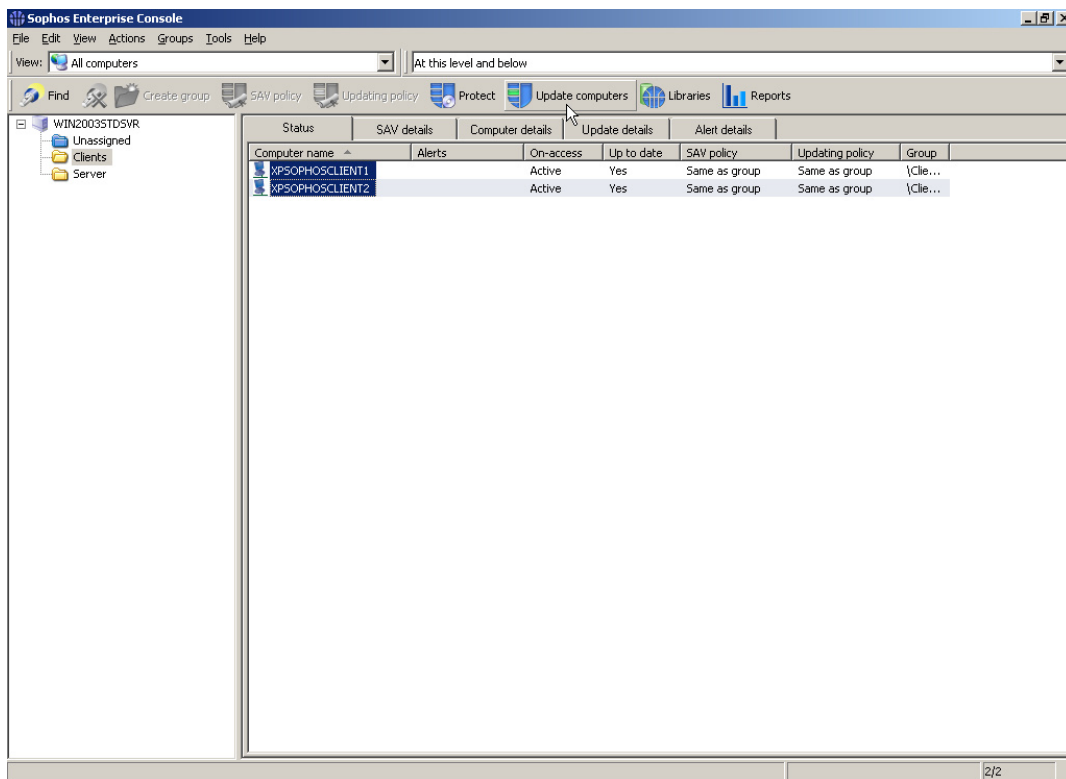 Sophos Enterprise Console
File Edit View Actions Groups Tools Help
View: All computers At this level and below
Find Create group SAV policy Updating policy Protect Update computers Libraries Reports
WIN2003STDSVR
Unassigned
Clients
Server
Status SAV details Computer details Update details Alert details
Computer name Alerts On-access Up to date SAV policy Updating policy Group
XPSOPHOSCLIENT1 Active Yes Same as group Same as group \Clie...
XPSOPHOSCLIENT2 Active Yes Same as group Same as group \Clie...
2/2